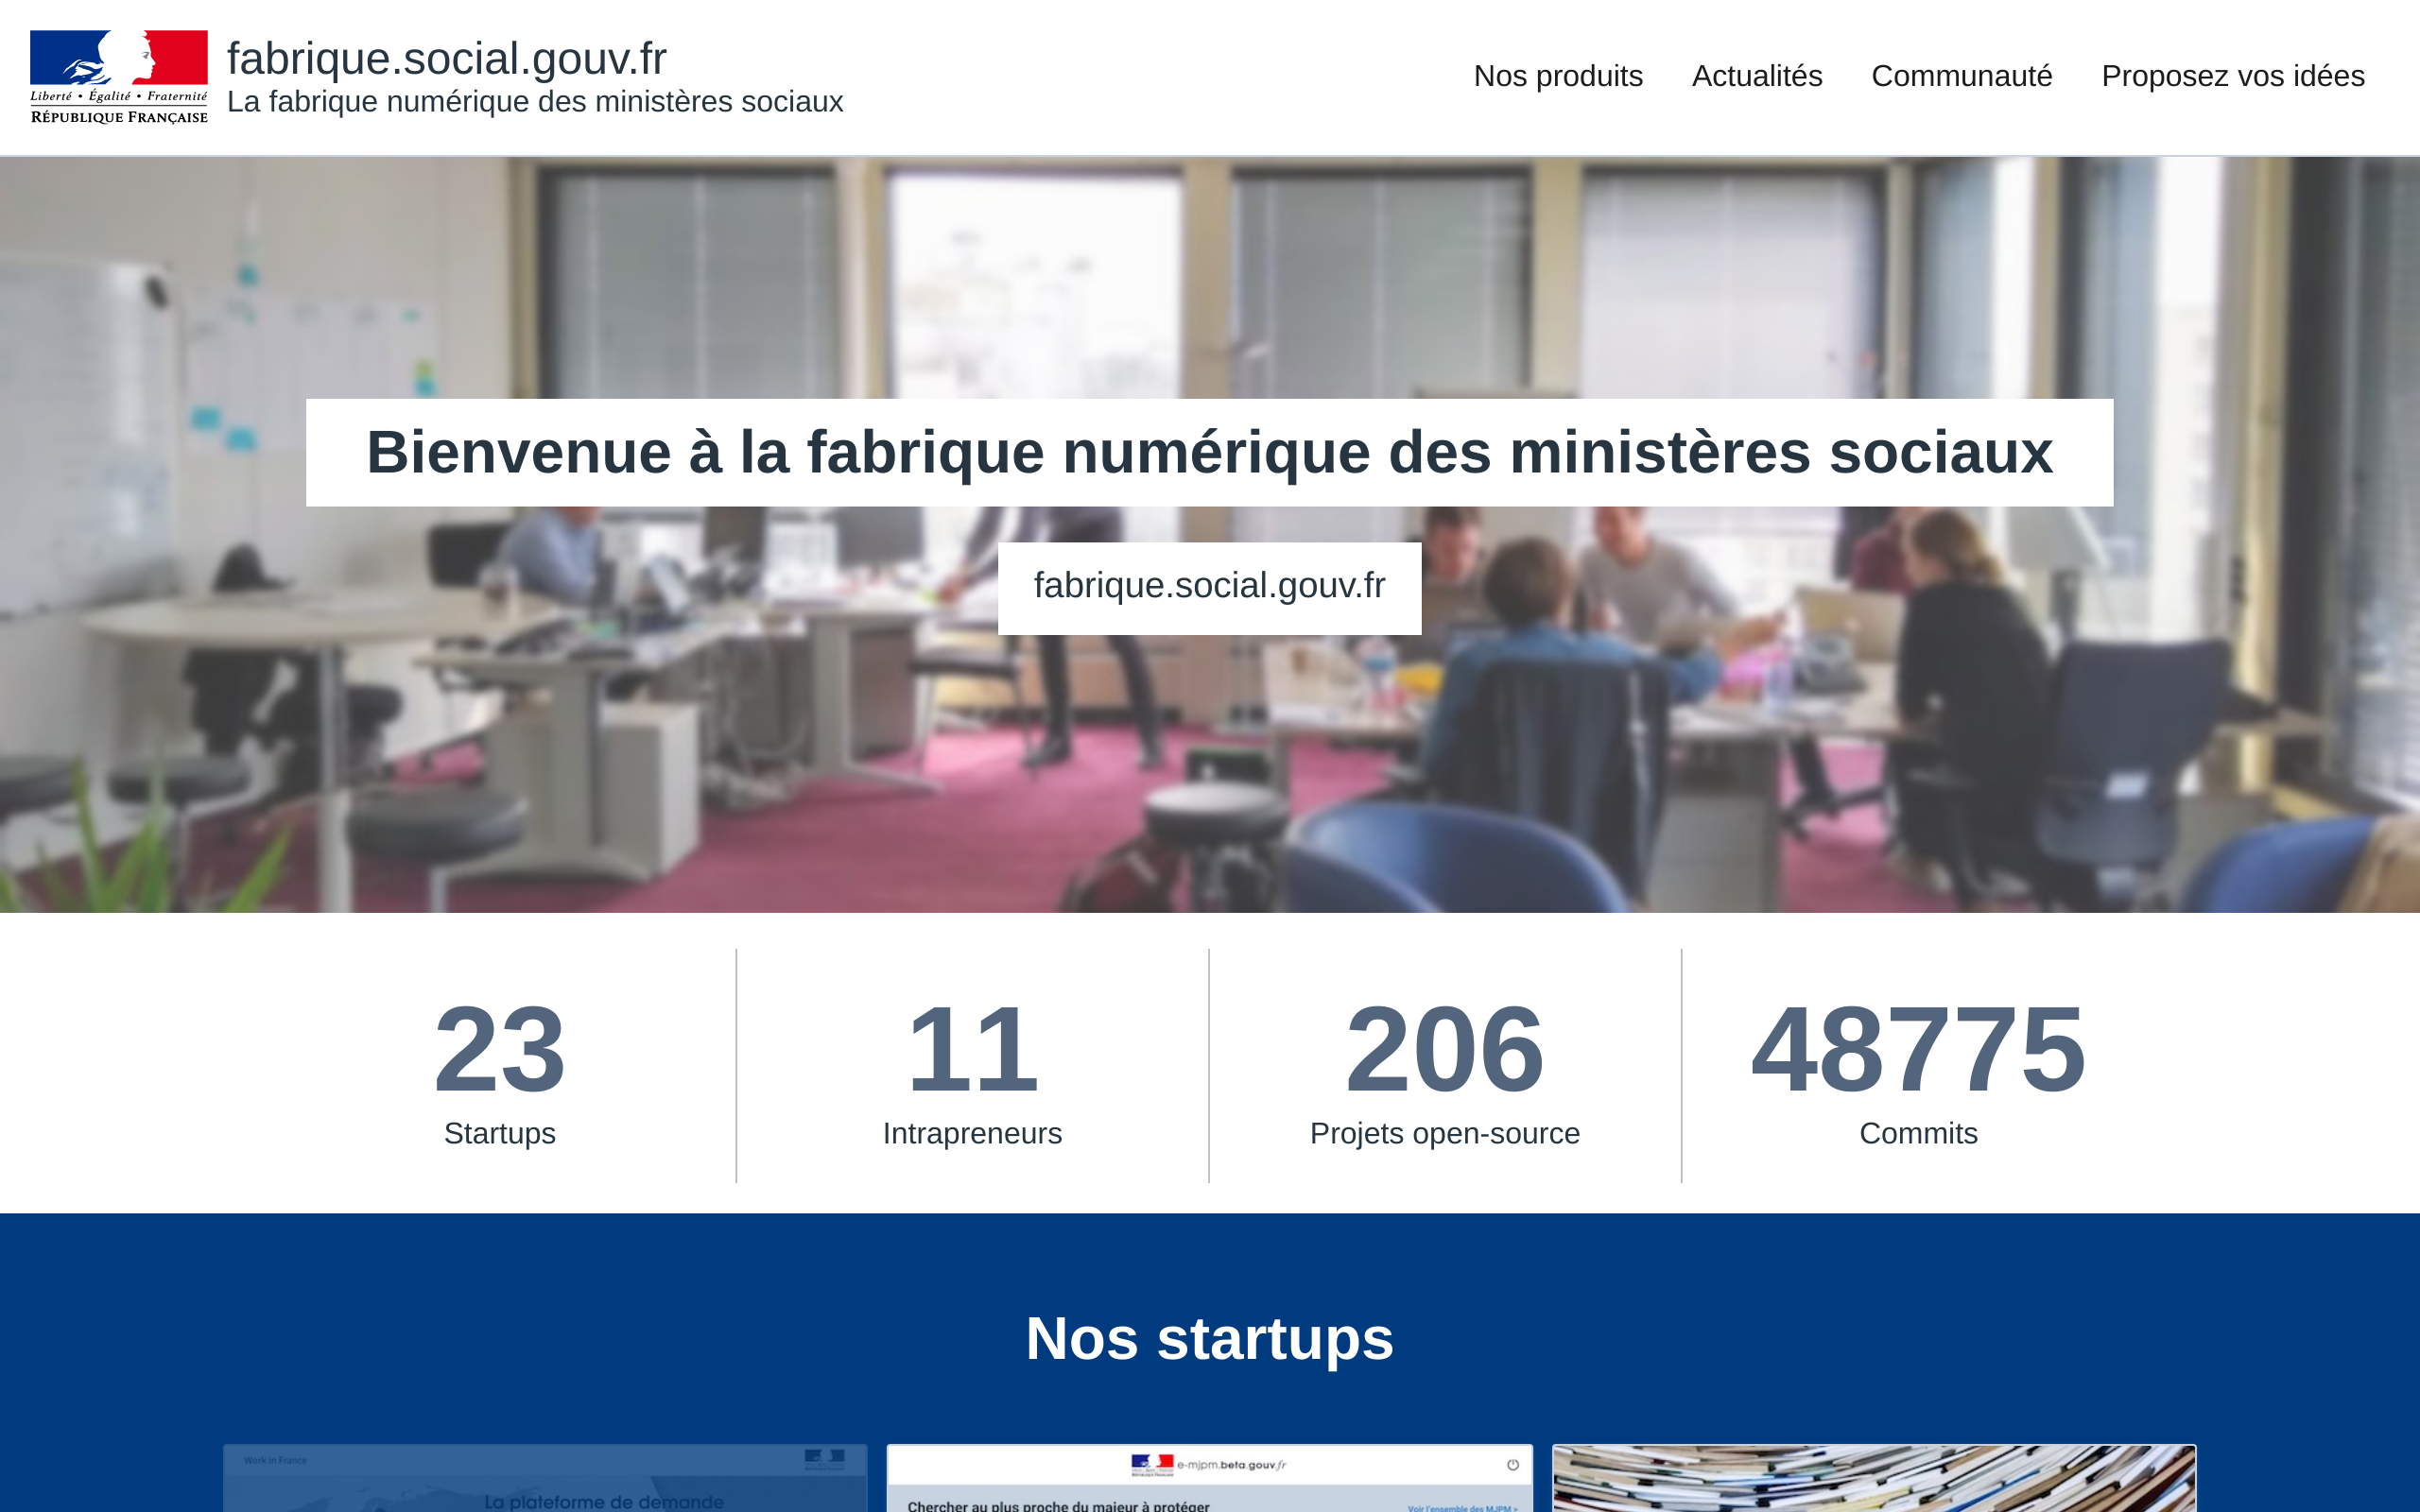 Liberté • Égalité • Fraternité
RÉPUBLIQUE FRANÇAISE
fabrique.social.gouv.fr
La fabrique numérique des ministères sociaux
Nos produits
Actualités
Communauté
Proposez vos idées
Bienvenue à la fabrique numérique des ministères sociaux
fabrique.social.gouv.fr
23
Startups
11
Intrapreneurs
206
Projets open-source
48775
Commits
Nos startups
Work in France
La plateforme de demande
e-mjpm.beta.gouv.fr
Chercher au plus proche du majeur à protéger
Voir l'ensemble des MJPM »